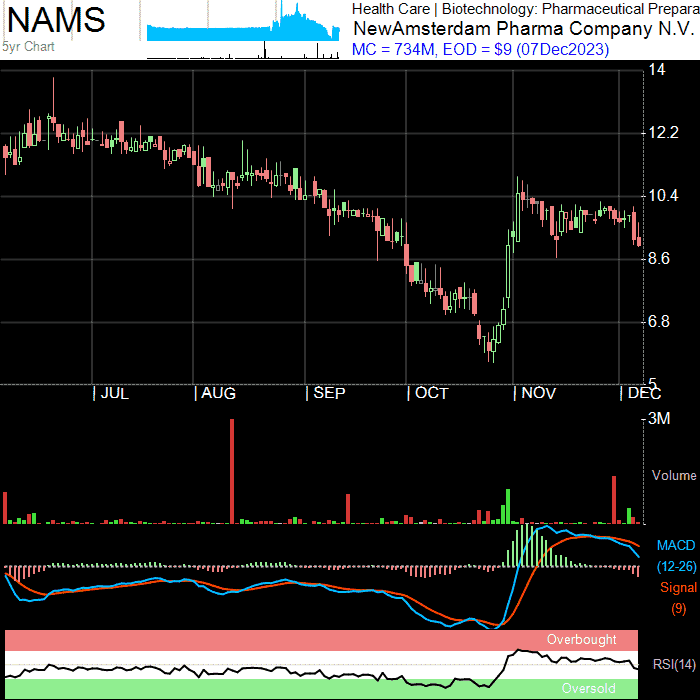 NAMS
5yr Chart
Health Care | Biotechnology: Pharmaceutical Prepara
NewAmsterdam Pharma Company N.V.
MC = 734M, EOD = $9 (07Dec2023)
14
12.2
10.4
8.6
6.8
5
JUL
AUG
SEP
OCT
NOV
DEC
3M
Volume
MACD
(12-26)
Signal
(9)
Overbought
RSI(14)
Oversold